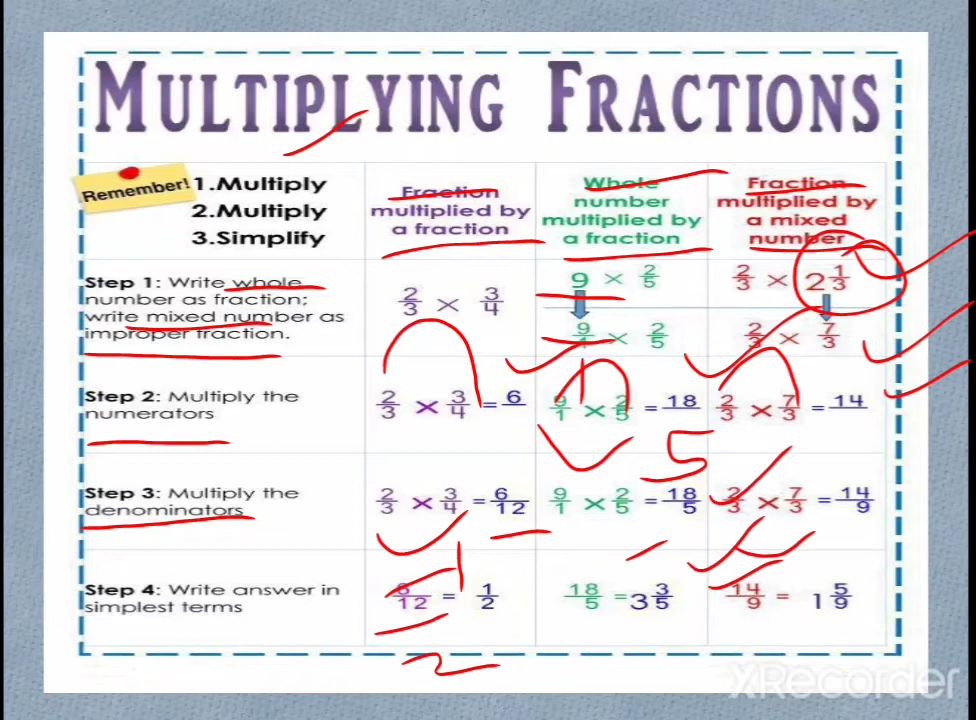 MULTIPLYING FRACTIONS
Remember!
1.Multiply
2.Multiply
3.Simplify
Fraction
multiplied by
a fraction
Whole
number
multiplied by
a fraction
Fraction
multiplied by
a mixed
number
Step 1: Write whole
number as fraction;
write mixed number as
improper fraction.
2/3 × 3/4
9 × 2/5
9/1 × 2/5
2/3 × 2 1/3
2/3 × 7/3
Step 2: Multiply the
numerators
2/3 × 3/4 = 6
9/1 × 2/5 = 18
2/3 × 7/3 = 14
5
Step 3: Multiply the
denominators
2/3 × 3/4 = 6/12
9/1 × 2/5 = 18/5
2/3 × 7/3 = 14/9
Step 4: Write answer in
simplest terms
6/12 = 1/2
18/5 = 3 3/5
14/9 = 1 5/9
1
2
XRecorder